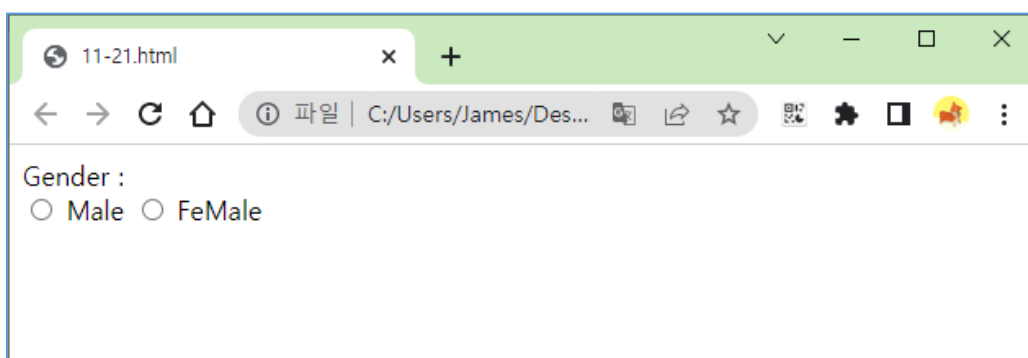 11-21.html
파일 C:/Users/James/Des...
Gender :
Male FeMale